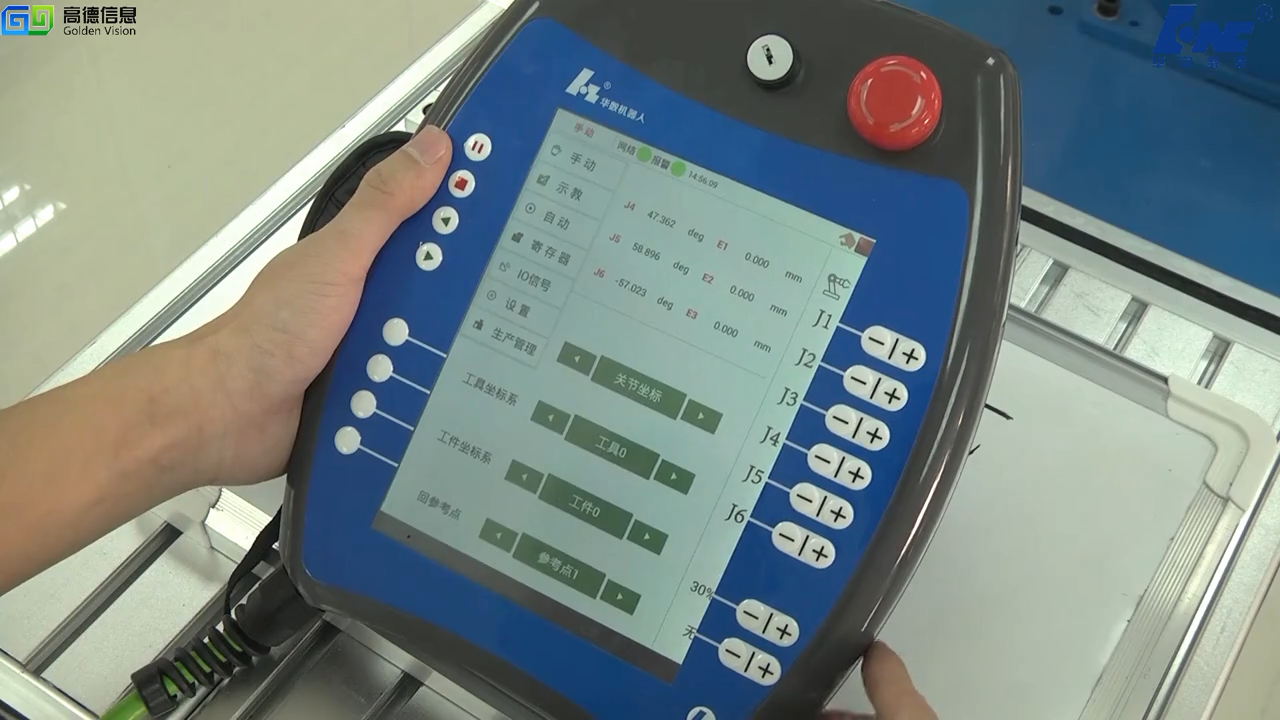 高德信息
Golden Vision
HNC
华数机器人
手动
网络 报警 14:56:09
手动
示教
自动
寄存器
IO信号
设置
生产管理
J4 47.362 deg E1 0.000 mm
J5 58.896 deg E2 0.000 mm
J6 -57.023 deg E3 0.000 mm
关节坐标
工具坐标系
工具0
工件坐标系
工件0
回参考点
参考点1
J1 − +
J2 − +
J3 − +
J4 − +
J5 − +
J6 − +
30% − +
无 − +